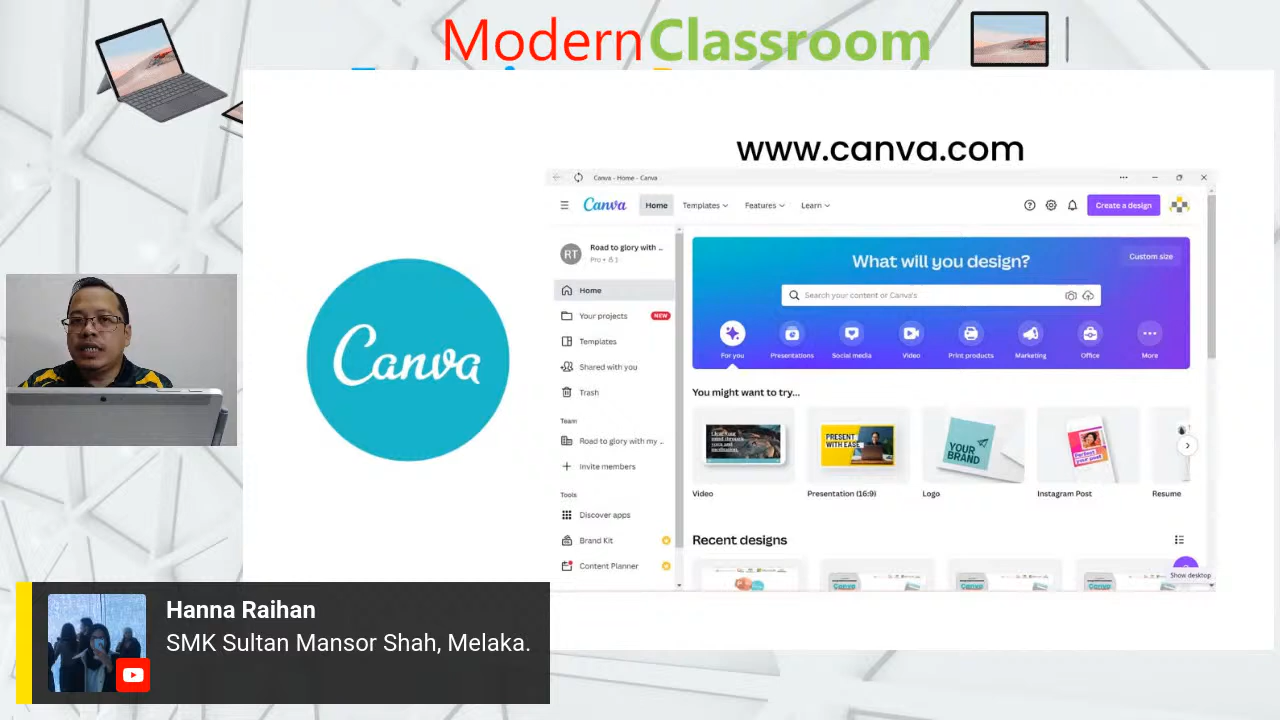 ModernClassroom
www.canva.com
Canva - Home - Canva
Canva
Home
Templates
Features
Learn
Create a design
RT
Road to glory with ..
Pro • 1
Home
Your projects
NEW
Templates
Shared with you
Trash
Team
Road to glory with my ..
Invite members
Tools
Discover apps
Brand Kit
Content Planner
What will you design?
Custom size
Search your content or Canva's
For you
Presentations
Social media
Video
Print products
Marketing
Office
More
You might want to try...
PRESENT
WITH EASE
YOUR
BRAND
Video
Presentation (16:9)
Logo
Instagram Post
Resume
Recent designs
Show desktop
Canva
Hanna Raihan
SMK Sultan Mansor Shah, Melaka.